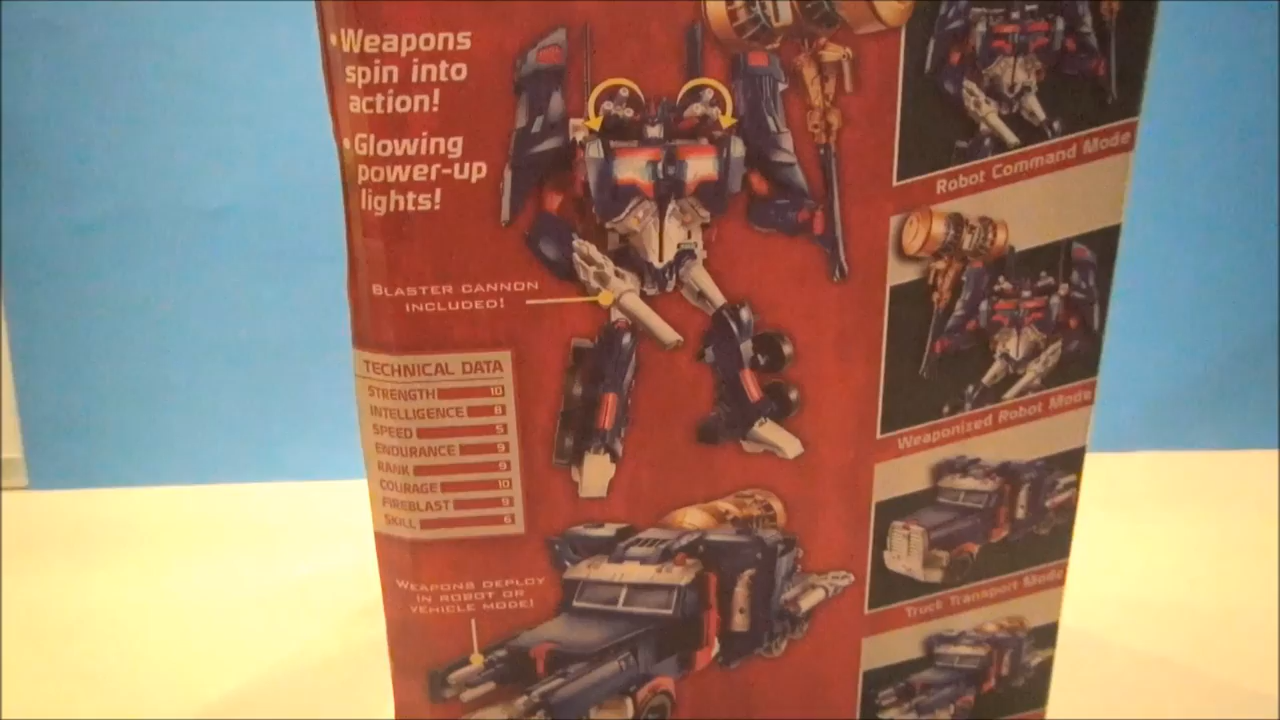 • Weapons
spin into
action!
• Glowing
power-up
lights!
BLASTER CANNON
INCLUDED!
TECHNICAL DATA
STRENGTH 10
INTELLIGENCE 8
SPEED 5
ENDURANCE 9
RANK 9
COURAGE 10
FIREBLAST 9
SKILL 6
WEAPONS DEPLOY
IN ROBOT OR
VEHICLE MODE!
Robot Command Mode
Weaponized Robot Mode
Truck Transport Mode